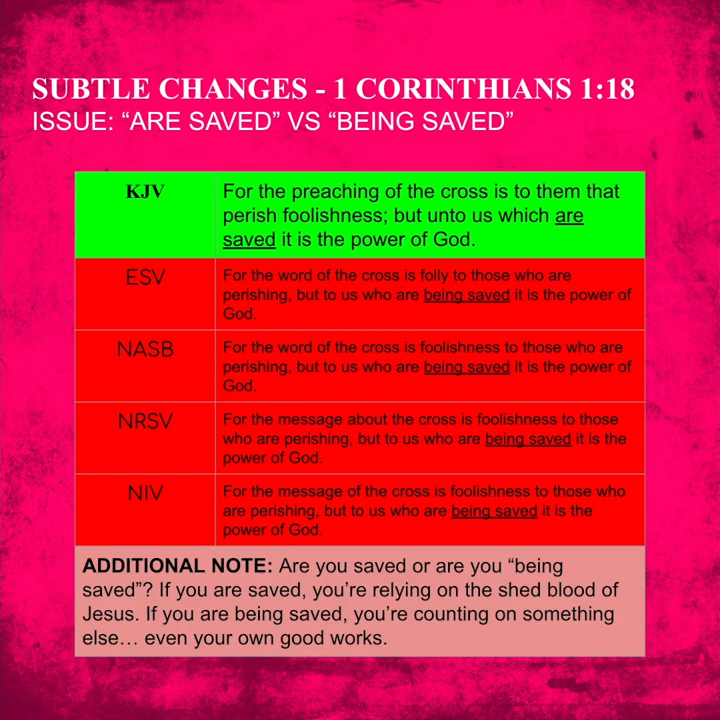 SUBTLE CHANGES - 1 CORINTHIANS 1:18
ISSUE: “ARE SAVED” VS “BEING SAVED”
KJV
For the preaching of the cross is to them that
perish foolishness; but unto us which are
saved it is the power of God.
ESV
For the word of the cross is folly to those who are
perishing, but to us who are being saved it is the power of
God.
NASB
For the word of the cross is foolishness to those who are
perishing, but to us who are being saved it is the power of
God.
NRSV
For the message about the cross is foolishness to those
who are perishing, but to us who are being saved it is the
power of God.
NIV
For the message of the cross is foolishness to those who
are perishing, but to us who are being saved it is the
power of God.
ADDITIONAL NOTE: Are you saved or are you “being
saved”? If you are saved, you’re relying on the shed blood of
Jesus. If you are being saved, you’re counting on something
else… even your own good works.